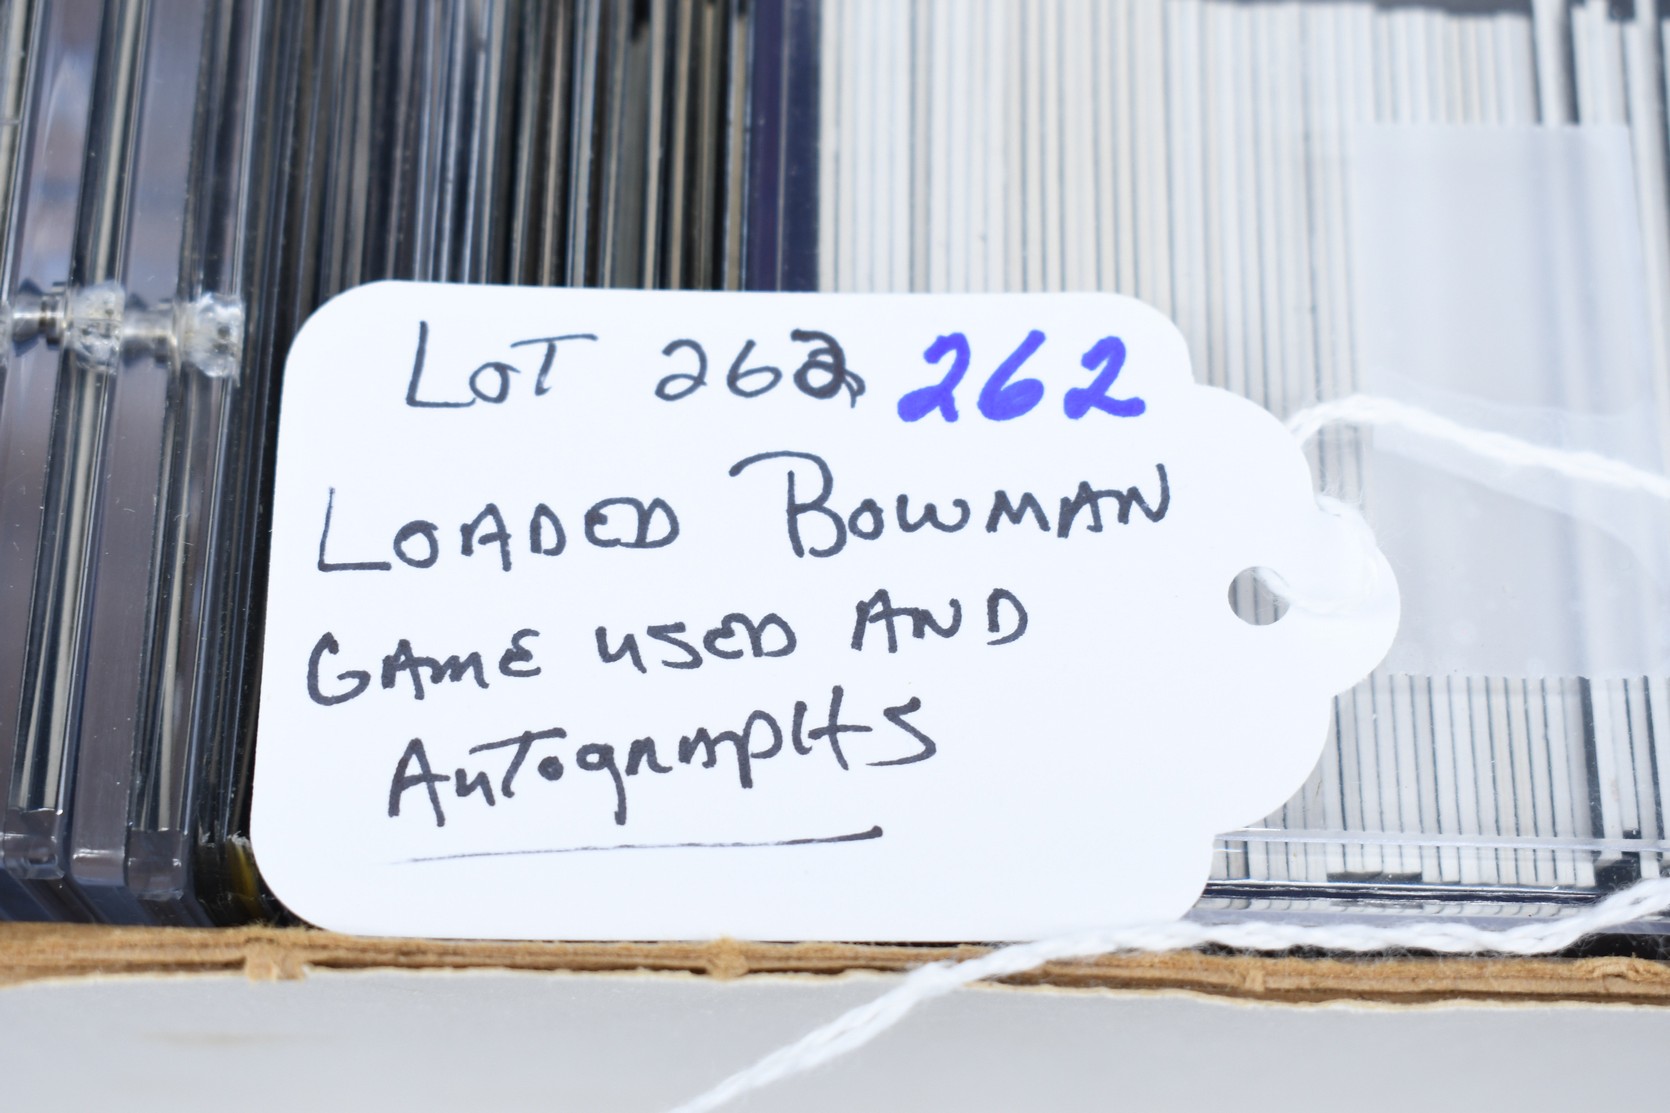 LOT 262 262
LOADED BOWMAN
GAME USED AND
AUTOGRAPHS